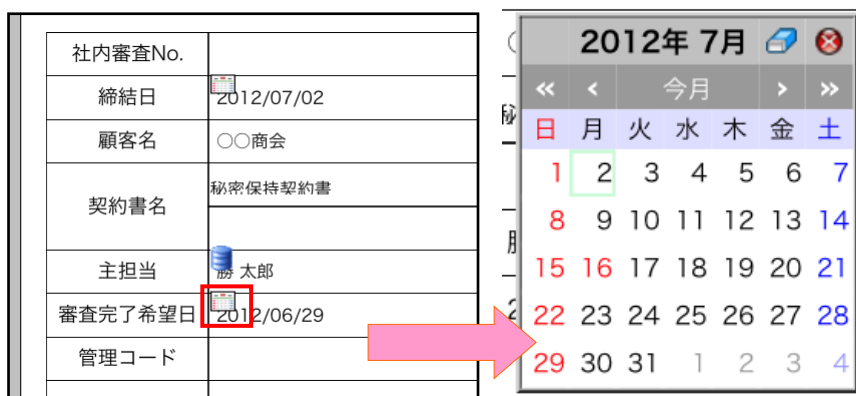 社内審査No.
締結日 2012/07/02
顧客名 ○○商会
契約書名 秘密保持契約書
主担当 勝 太郎
審査完了希望日 2012/06/29
管理コード
2012年 7月
« ‹ 今月 › »
日 月 火 水 木 金 土
1 2 3 4 5 6 7
8 9 10 11 12 13 14
15 16 17 18 19 20 21
22 23 24 25 26 27 28
29 30 31 1 2 3 4